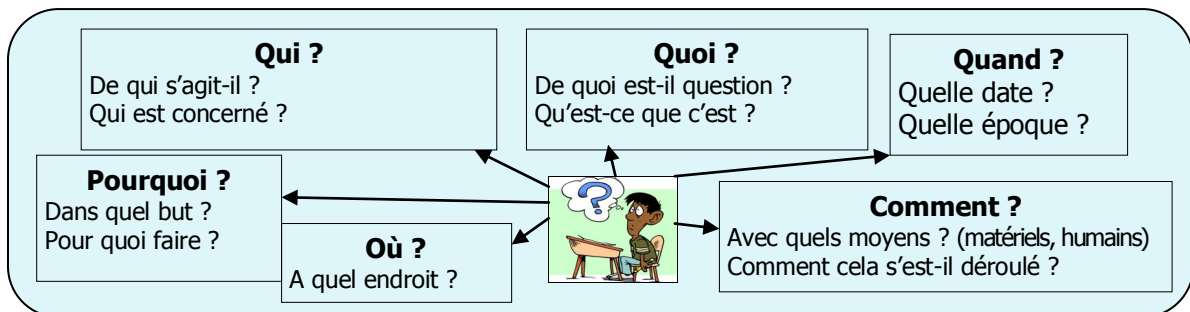 Qui ?
De qui s'agit-il ?
Qui est concerné ?
Quoi ?
De quoi est-il question ?
Qu'est-ce que c'est ?
Quand ?
Quelle date ?
Quelle époque ?
Pourquoi ?
Dans quel but ?
Pour quoi faire ?
Où ?
A quel endroit ?
?
Comment ?
Avec quels moyens ? (matériels, humains)
Comment cela s'est-il déroulé ?